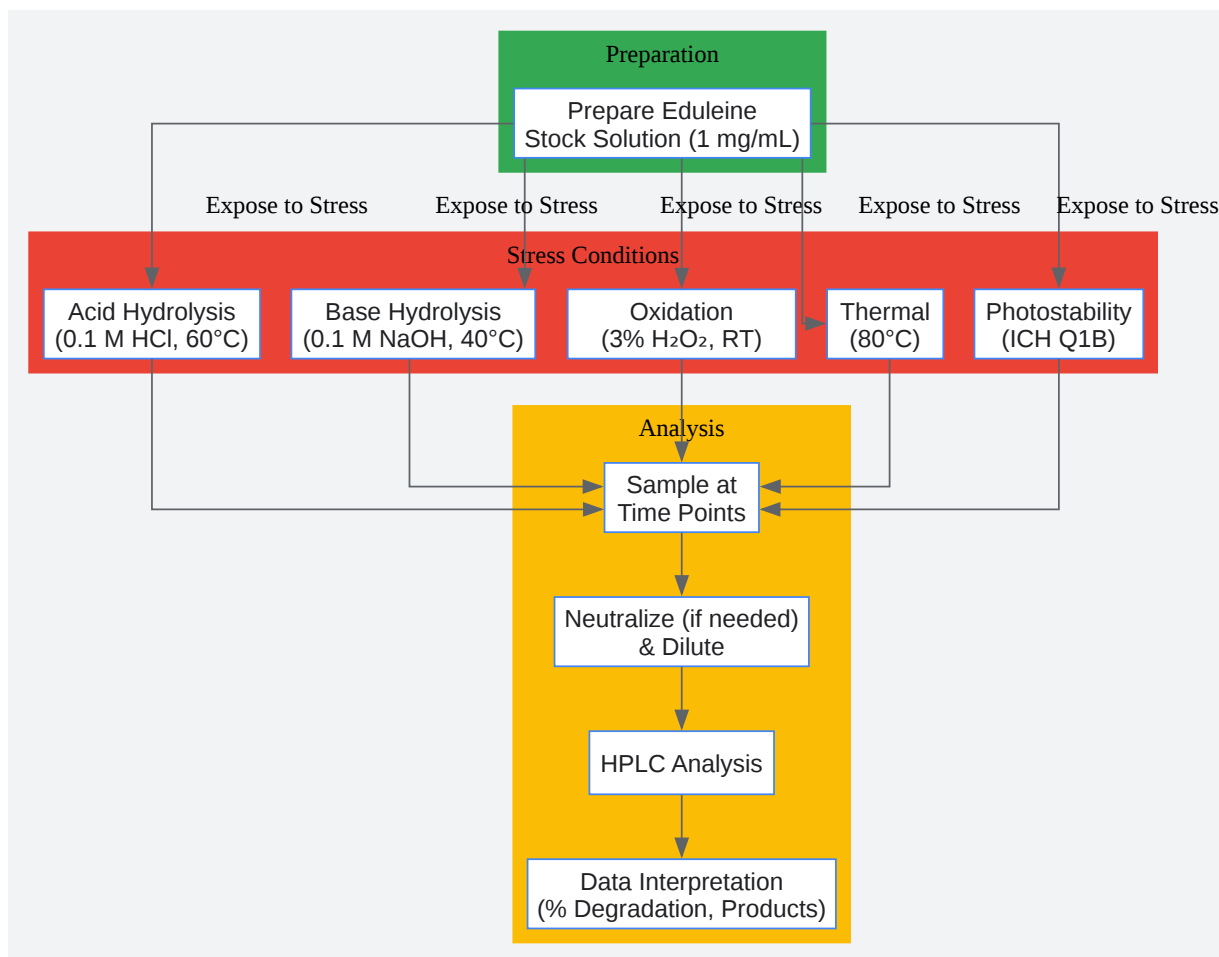 Preparation
Prepare Eduleine
Stock Solution (1 mg/mL)
Expose to Stress
Expose to Stress
Expose to Stress
Expose to Stress
Expose to Stress
Stress Conditions
Acid Hydrolysis
(0.1 M HCl, 60°C)
Base Hydrolysis
(0.1 M NaOH, 40°C)
Oxidation
(3% H₂O₂, RT)
Thermal
(80°C)
Photostability
(ICH Q1B)
Analysis
Sample at
Time Points
Neutralize (if needed)
& Dilute
HPLC Analysis
Data Interpretation
(% Degradation, Products)